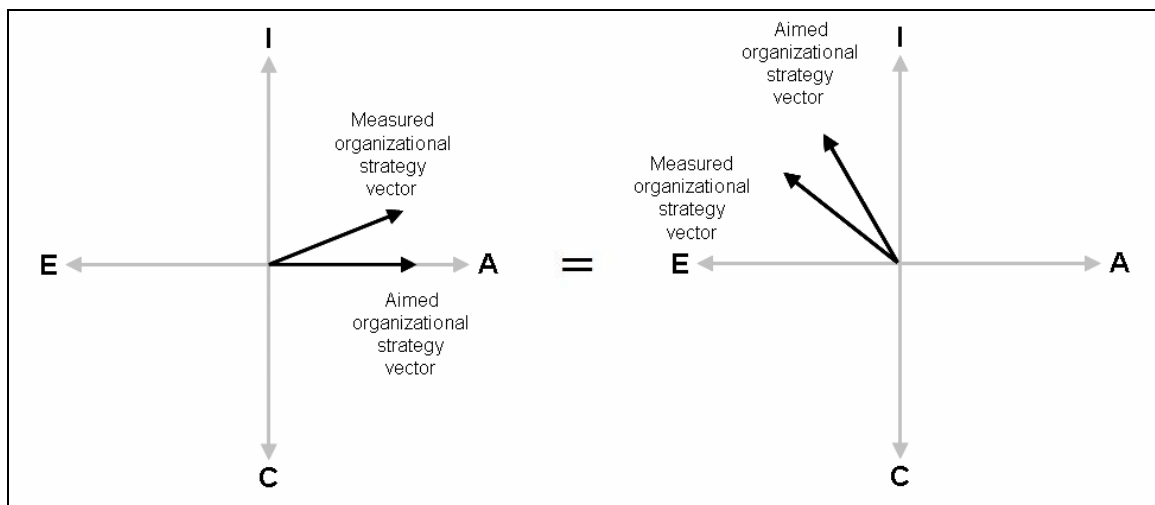 I
Measured
organizational
strategy
vector
E
A
Aimed
organizational
strategy
vector
C
=
I
Aimed
organizational
strategy
vector
Measured
organizational
strategy
vector
E
A
C